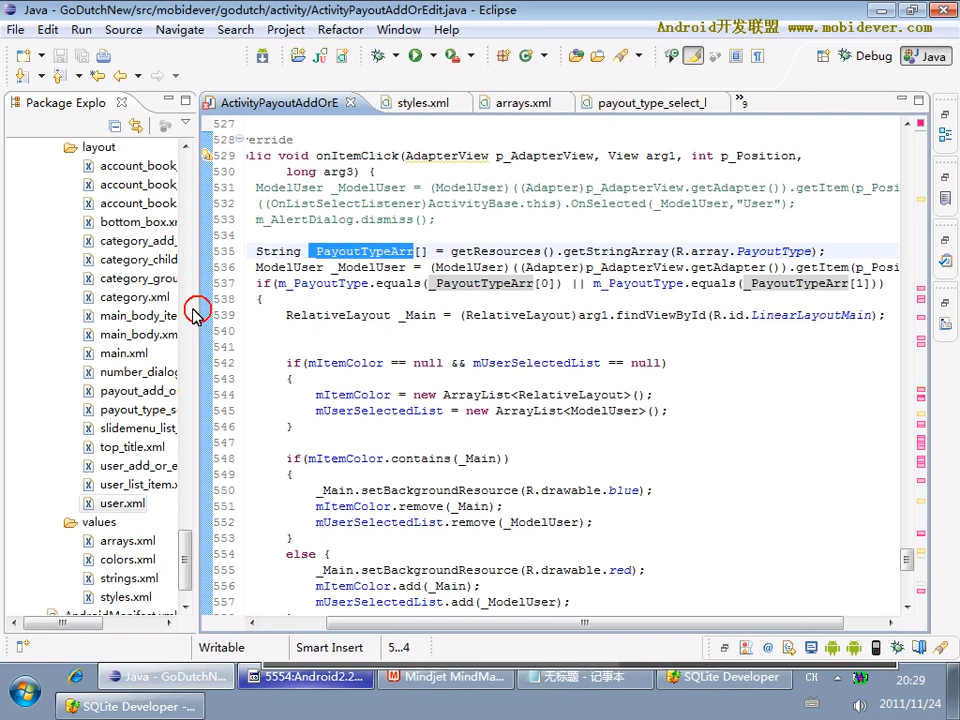 Java - GoDutchNew/src/mobidever/godutch/activity/ActivityPayoutAddOrEdit.java - Eclipse
File Edit Run Source Navigate Search Project Refactor Window Help
Android开发联盟 www.mobidever.com
Debug Java
Package Explo
ActivityPayoutAddOrE styles.xml arrays.xml payout_type_select_l »9
layout
account_book_
account_book_
account_book_
bottom_box.xm
category_add_
category_child
category_grou
category.xml
main_body_ite
main_body.xm
main.xml
number_dialog
payout_add_o
payout_type_s
slidemenu_list_
top_title.xml
user_add_or_e
user_list_item.x
user.xml
values
arrays.xml
colors.xml
strings.xml
styles.xml
AndroidManifest.xm
527
528 verride
529 blic void onItemClick(AdapterView p_AdapterView, View arg1, int p_Position,
530 long arg3) {
531 ModelUser _ModelUser = (ModelUser)((Adapter)p_AdapterView.getAdapter()).getItem(p_Posi
532 ((OnListSelectListener)ActivityBase.this).OnSelected(_ModelUser,"User");
533 m_AlertDialog.dismiss();
534
535 String _PayoutTypeArr[] = getResources().getStringArray(R.array.PayoutType);
536 ModelUser _ModelUser = (ModelUser)((Adapter)p_AdapterView.getAdapter()).getItem(p_Posi
537 if(m_PayoutType.equals(_PayoutTypeArr[0]) || m_PayoutType.equals(_PayoutTypeArr[1]))
538 {
539 RelativeLayout _Main = (RelativeLayout)arg1.findViewById(R.id.LinearLayoutMain);
540
541
542 if(mItemColor == null && mUserSelectedList == null)
543 {
544 mItemColor = new ArrayList<RelativeLayout>();
545 mUserSelectedList = new ArrayList<ModelUser>();
546 }
547
548 if(mItemColor.contains(_Main))
549 {
550 _Main.setBackgroundResource(R.drawable.blue);
551 mItemColor.remove(_Main);
552 mUserSelectedList.remove(_ModelUser);
553 }
554 else {
555 _Main.setBackgroundResource(R.drawable.red);
556 mItemColor.add(_Main);
557 mUserSelectedList.add(_ModelUser);
Writable Smart Insert 5...4
Java - GoDutchN... 5554:Android2.2... Mindjet MindMa... 无标题 - 记事本 SQLite Developer CH 20:29
SQLite Developer -... 2011/11/24